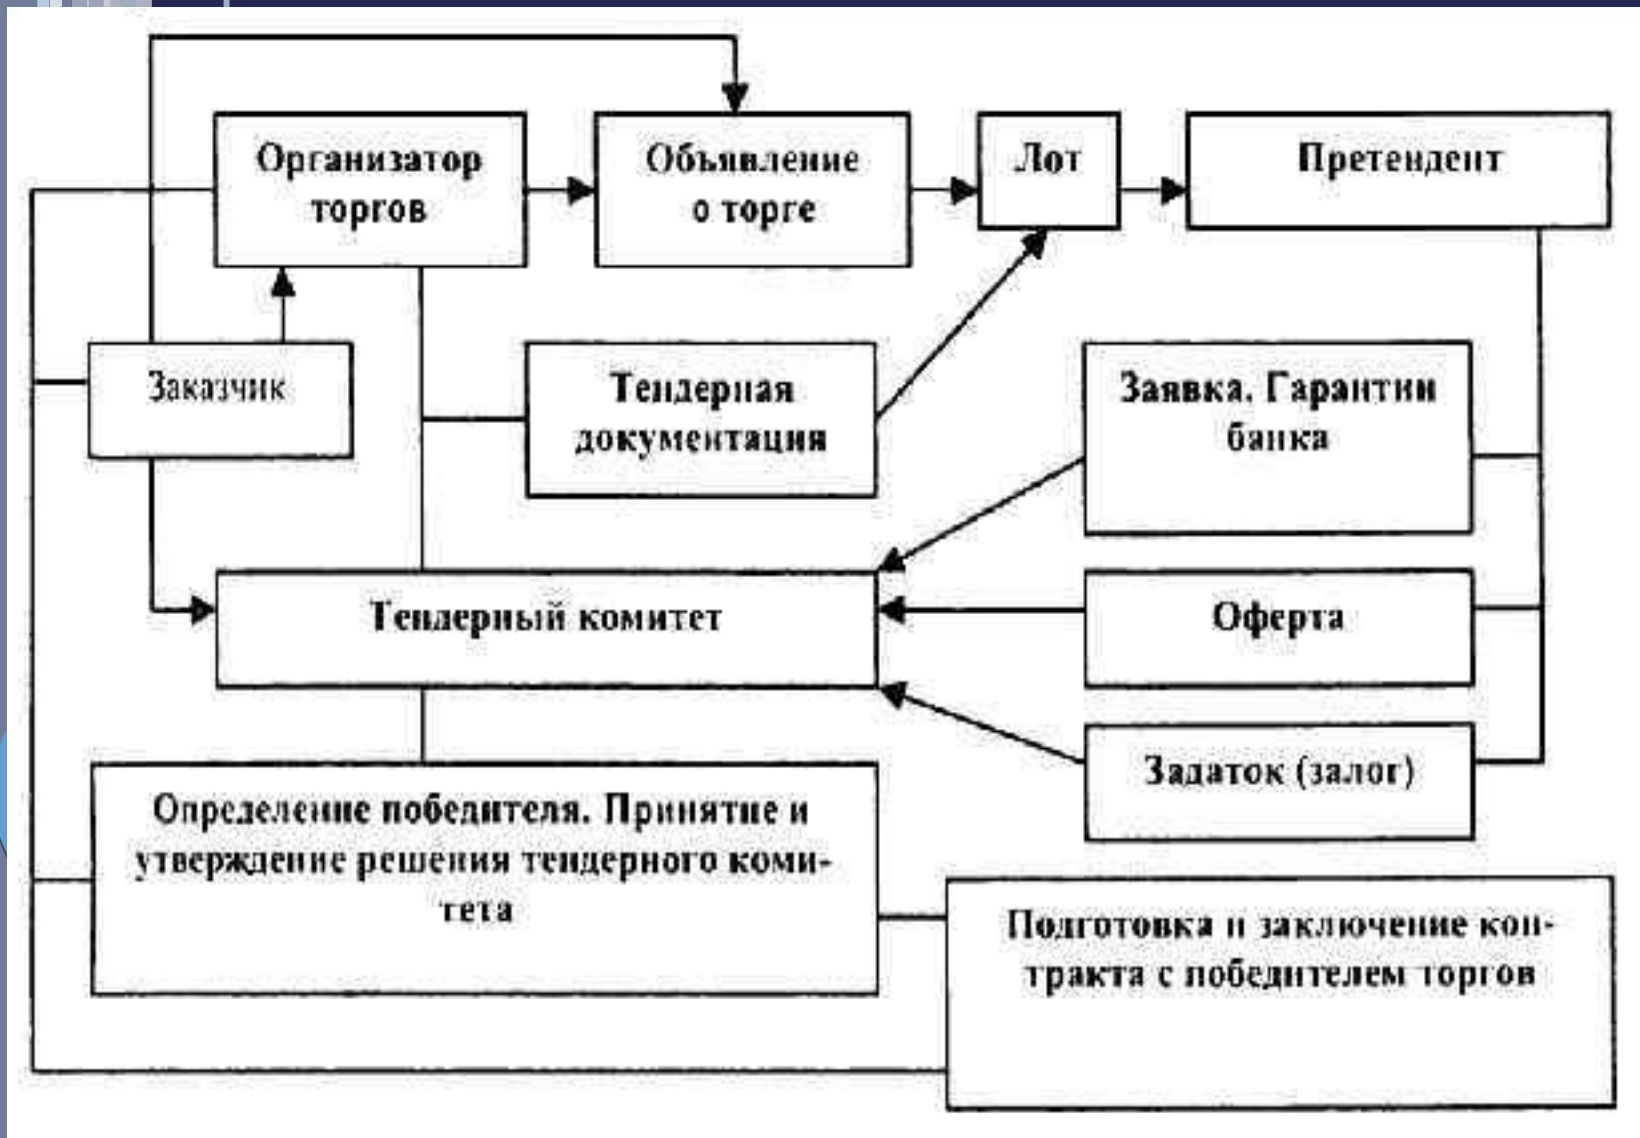 Организатор
торгов
Объявление
о торге
Лот
Претендент
Заказчик
Тендерная
документация
Заявка. Гарантии
банка
Тендерный комитет
Оферта
Задаток (залог)
Определение победителя. Принятие и
утверждение решения тендерного коми-
тета
Подготовка и заключение кон-
тракта с победителем торгов